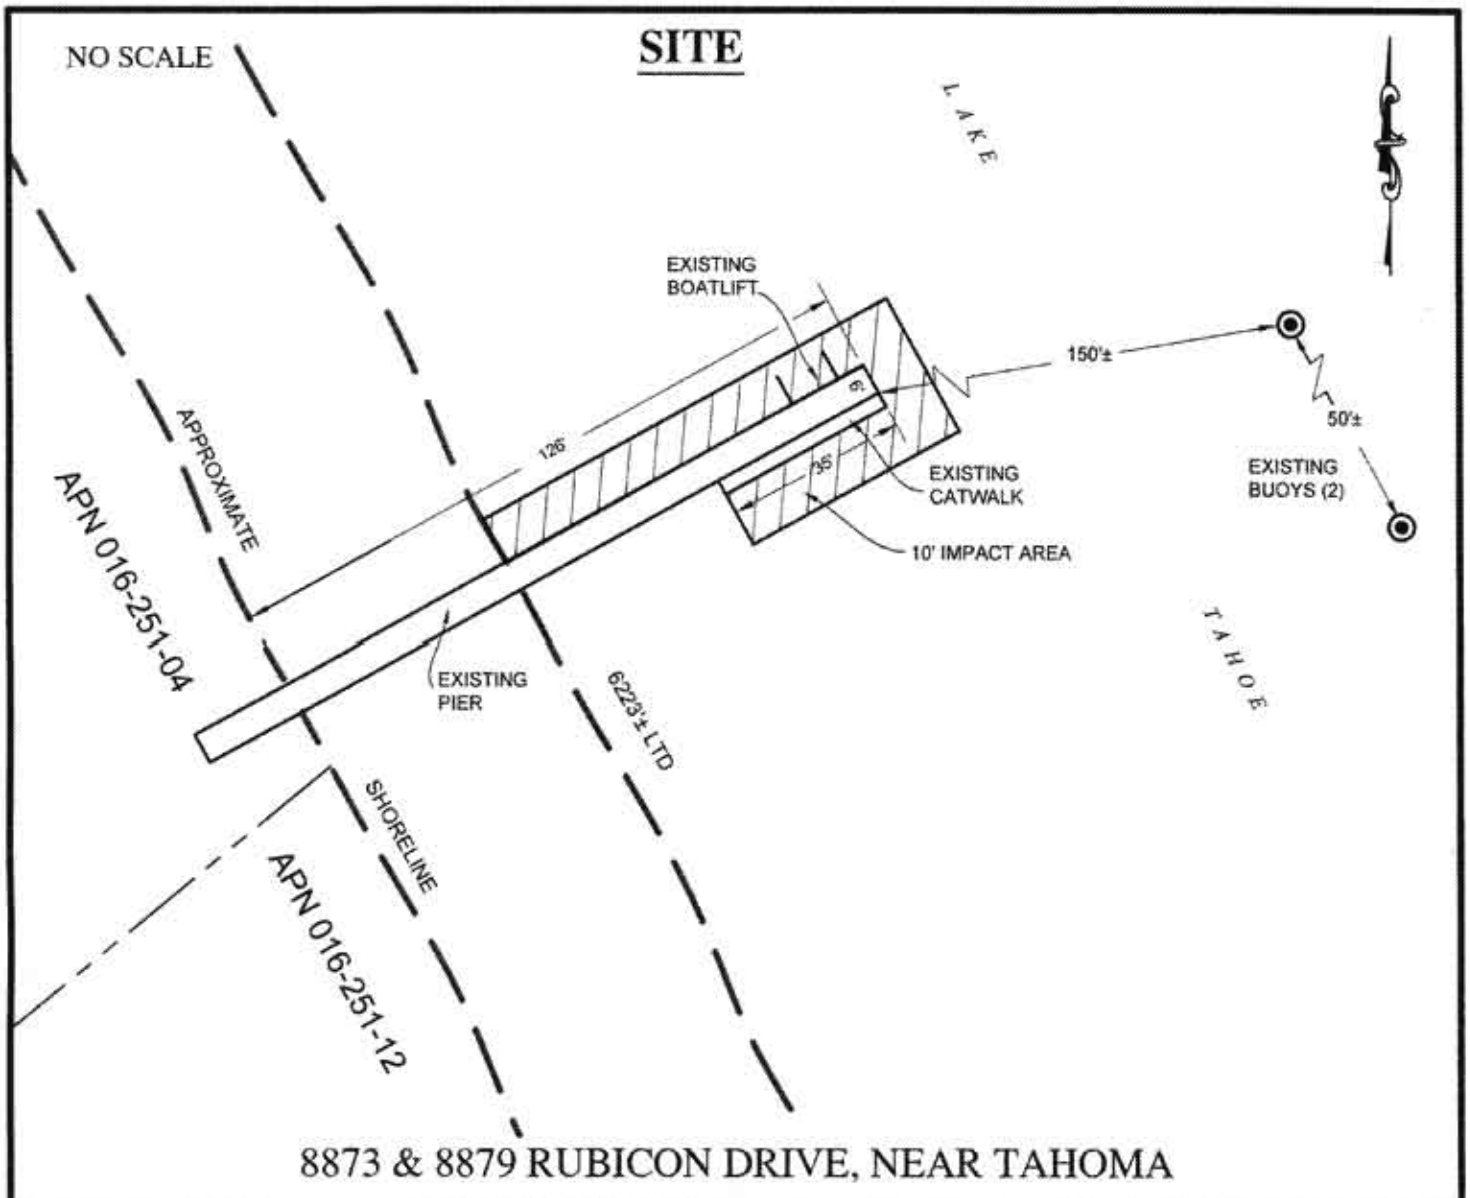 NO SCALE
SITE
LAKE
EXISTING
BOATLIFT
126'
6'
35'
150'±
50'±
EXISTING
BUOYS (2)
EXISTING
CATWALK
10' IMPACT AREA
APPROXIMATE
APN 016-251-04
EXISTING
PIER
6223'± LTD
TAHOE
SHORELINE
APN 016-251-12
8873 & 8879 RUBICON DRIVE, NEAR TAHOMA